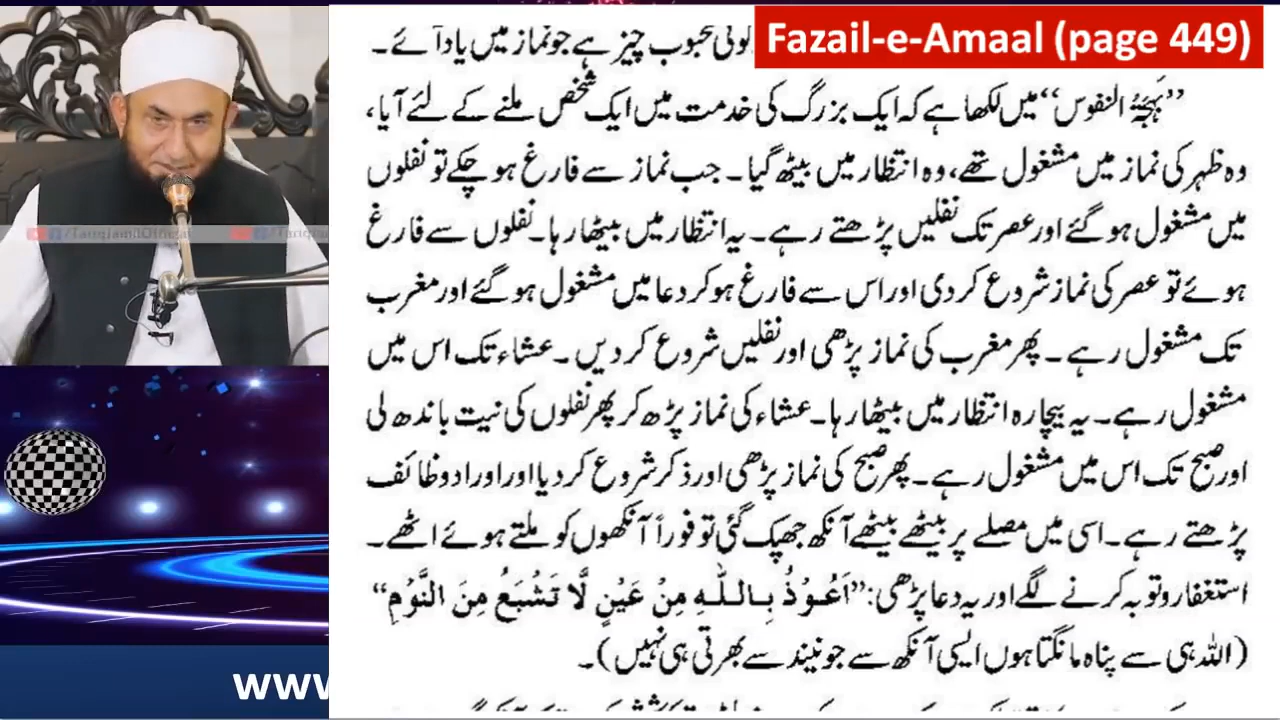 Fazail-e-Amaal (page 449)
محبوب چیز ہے جو نماز میں یاد آئے۔
”بَہْجَۃُ النفوس“ میں لکھا ہے کہ ایک بزرگ کی خدمت میں ایک شخص ملنے کے لئے آیا،
وہ ظہر کی نماز میں مشغول تھے، وہ انتظار میں بیٹھ گیا۔ جب نماز سے فارغ ہو چکے تو نفلوں
میں مشغول ہو گئے اور عصر تک نفلیں پڑھتے رہے۔ یہ انتظار میں بیٹھا رہا۔ نفلوں سے فارغ
ہوئے تو عصر کی نماز شروع کر دی اور اس سے فارغ ہو کر دعا میں مشغول ہو گئے اور مغرب
تک مشغول رہے۔ پھر مغرب کی نماز پڑھی اور نفلیں شروع کر دیں۔ عشاء تک اس میں
مشغول رہے۔ یہ بیچارہ انتظار میں بیٹھا رہا۔ عشاء کی نماز پڑھ کر پھر نفلوں کی نیت باندھ لی
اور صبح تک اس میں مشغول رہے۔ پھر صبح کی نماز پڑھی اور ذکر شروع کر دیا اور اوراد و وظائف
پڑھتے رہے۔ اسی میں مصلے پر بیٹھے بیٹھے آنکھ جھپک گئی تو فوراً آنکھوں کو ملتے ہوئے اٹھے۔
استغفار و توبہ کرنے لگے اور یہ دعا پڑھی: ”اَعُوْذُ بِاللّٰہِ مِنْ عَیْنٍ لَّا تَشْبَعُ مِنَ النَّوْمِ“
(اللہ ہی سے پناہ مانگتا ہوں ایسی آنکھ سے جو نیند سے بھرتی ہی نہیں)۔
www